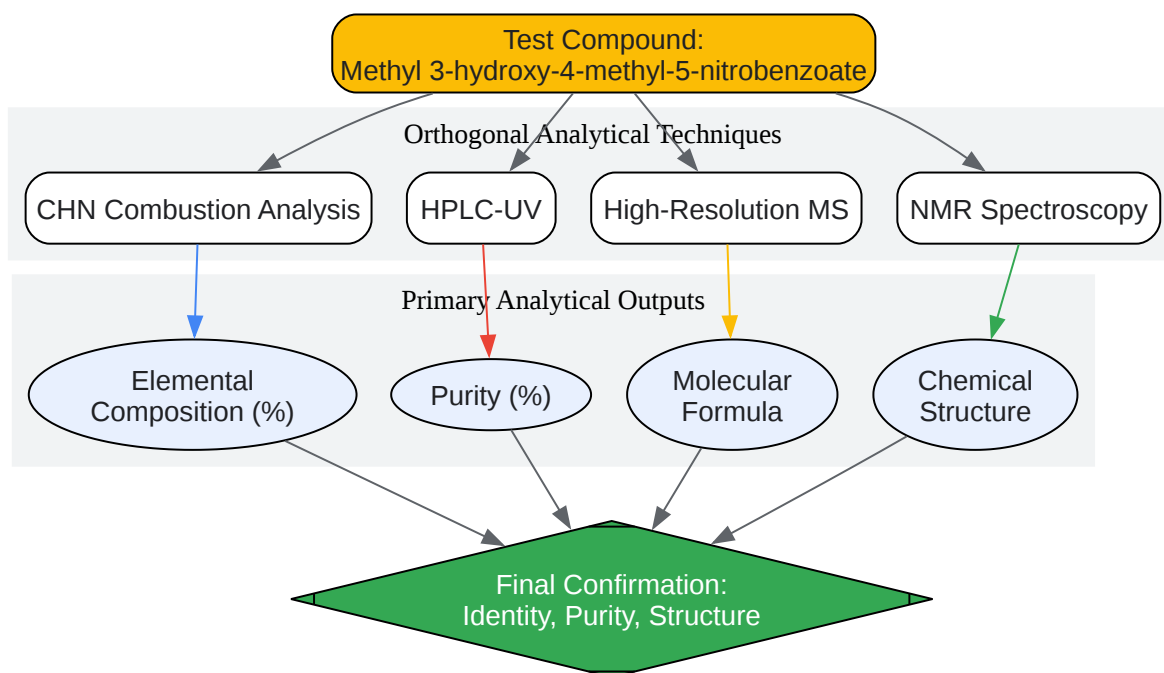 Test Compound:
Methyl 3-hydroxy-4-methyl-5-nitrobenzoate
Orthogonal Analytical Techniques
CHN Combustion Analysis
HPLC-UV
High-Resolution MS
NMR Spectroscopy
Primary Analytical Outputs
Elemental
Composition (%)
Purity (%)
Molecular
Formula
Chemical
Structure
Final Confirmation:
Identity, Purity, Structure